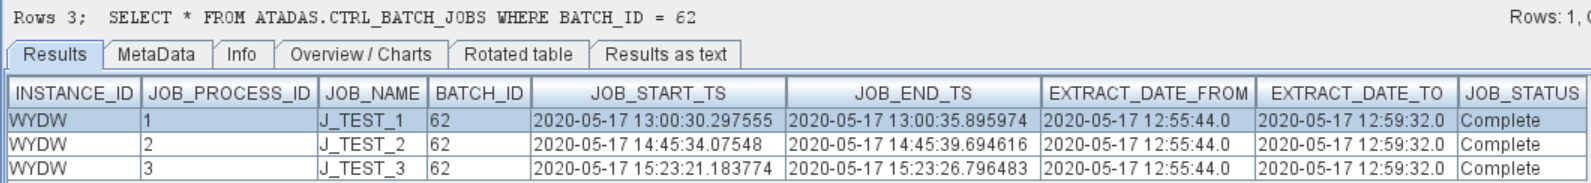 Rows 3; SELECT * FROM ATADAS.CTRL_BATCH_JOBS WHERE BATCH_ID = 62 Rows: 1,
Results MetaData Info Overview / Charts Rotated table Results as text
INSTANCE_ID JOB_PROCESS_ID JOB_NAME BATCH_ID JOB_START_TS JOB_END_TS EXTRACT_DATE_FROM EXTRACT_DATE_TO JOB_STATUS
WYDW 1 J_TEST_1 62 2020-05-17 13:00:30.297555 2020-05-17 13:00:35.895974 2020-05-17 12:55:44.0 2020-05-17 12:59:32.0 Complete
WYDW 2 J_TEST_2 62 2020-05-17 14:45:34.07548 2020-05-17 14:45:39.694616 2020-05-17 12:55:44.0 2020-05-17 12:59:32.0 Complete
WYDW 3 J_TEST_3 62 2020-05-17 15:23:21.183774 2020-05-17 15:23:26.796483 2020-05-17 12:55:44.0 2020-05-17 12:59:32.0 Complete